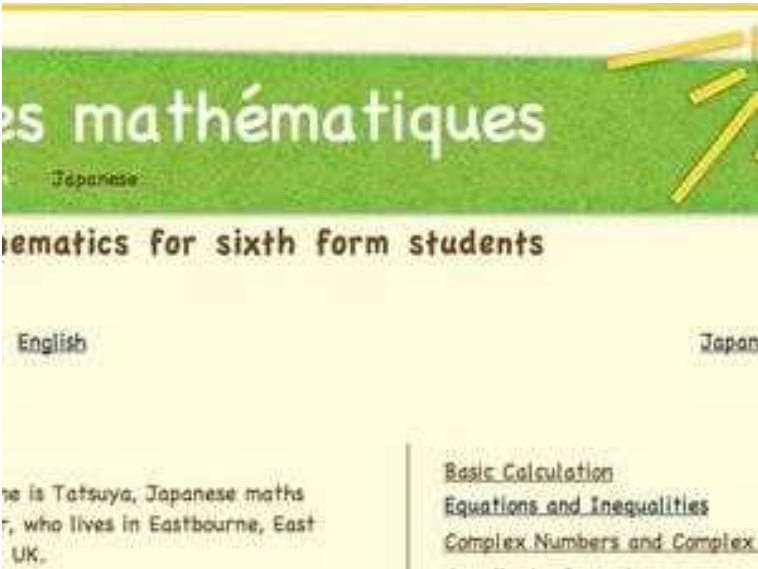 es mathématiques
Japanese
ematics for sixth form students
English
Japan
Basic Calculation
e is Tatsuya, Japanese maths
Equations and Inequalities
r, who lives in Eastbourne, East
Complex Numbers and Complex
UK.